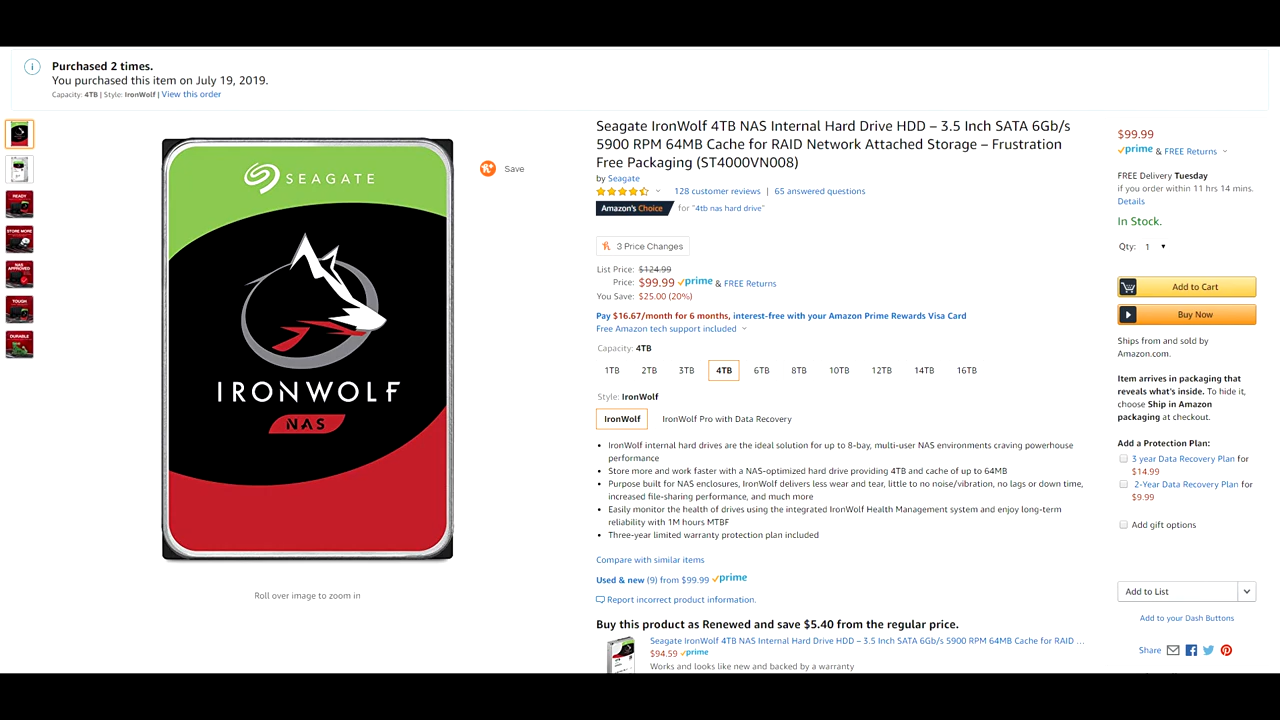 Purchased 2 times.
You purchased this item on July 19, 2019.
Capacity: 4TB | Style: IronWolf | View this order
READY
STORE MORE
NAS APPROVED
TOUGH
DURABLE
SEAGATE
IRONWOLF
NAS
Roll over image to zoom in
Save
Seagate IronWolf 4TB NAS Internal Hard Drive HDD – 3.5 Inch SATA 6Gb/s
5900 RPM 64MB Cache for RAID Network Attached Storage – Frustration
Free Packaging (ST4000VN008)
by Seagate
128 customer reviews | 65 answered questions
Amazon's Choice for "4tb nas hard drive"
3 Price Changes
List Price: $124.99
Price: $99.99 prime & FREE Returns
You Save: $25.00 (20%)
Pay $16.67/month for 6 months, interest-free with your Amazon Prime Rewards Visa Card
Free Amazon tech support included
Capacity: 4TB
1TB 2TB 3TB 4TB 6TB 8TB 10TB 12TB 14TB 16TB
Style: IronWolf
IronWolf IronWolf Pro with Data Recovery
• IronWolf internal hard drives are the ideal solution for up to 8-bay, multi-user NAS environments craving powerhouse
performance
• Store more and work faster with a NAS-optimized hard drive providing 4TB and cache of up to 64MB
• Purpose built for NAS enclosures, IronWolf delivers less wear and tear, little to no noise/vibration, no lags or down time,
increased file-sharing performance, and much more
• Easily monitor the health of drives using the integrated IronWolf Health Management system and enjoy long-term
reliability with 1M hours MTBF
• Three-year limited warranty protection plan included
Compare with similar items
Used & new (9) from $99.99 prime
Report incorrect product information.
Buy this product as Renewed and save $5.40 from the regular price.
Seagate IronWolf 4TB NAS Internal Hard Drive HDD – 3.5 Inch SATA 6Gb/s 5900 RPM 64MB Cache for RAID ...
$94.59 prime
Works and looks like new and backed by a warranty
$99.99
prime & FREE Returns
FREE Delivery Tuesday
if you order within 11 hrs 14 mins.
Details
In Stock.
Qty: 1
Add to Cart
Buy Now
Ships from and sold by
Amazon.com.
Item arrives in packaging that
reveals what's inside. To hide it,
choose Ship in Amazon
packaging at checkout.
Add a Protection Plan:
3 year Data Recovery Plan for
$14.99
2-Year Data Recovery Plan for
$9.99
Add gift options
Add to List
Add to your Dash Buttons
Share